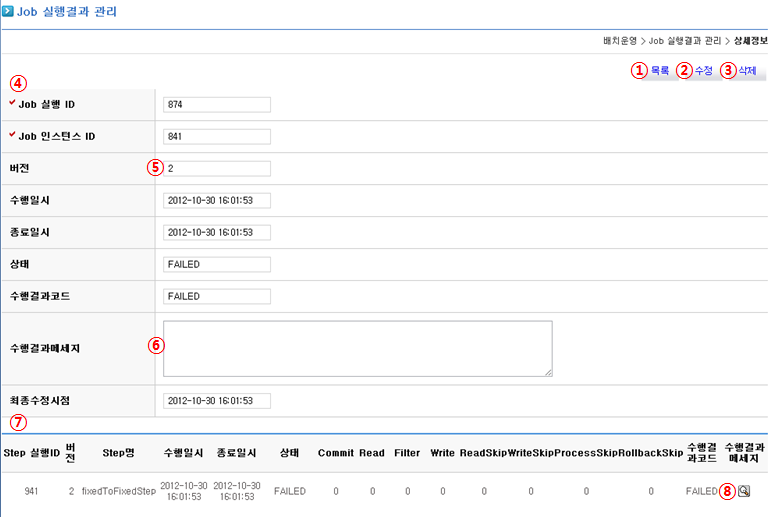 Job 실행결과 관리
배치운영 > Job 실행결과 관리 > 상세정보
① 목록 ② 수정 ③ 삭제
④
Job 실행 ID 874
Job 인스턴스 ID 841
버전 ⑤ 2
수행일시 2012-10-30 16:01:53
종료일시 2012-10-30 16:01:53
상태 FAILED
수행결과코드 FAILED
수행결과메세지 ⑥
최종수정시점 2012-10-30 16:01:53
⑦
Step 실행ID 버전 Step명 수행일시 종료일시 상태 Commit Read Filter Write ReadSkip WriteSkip ProcessSkip RollbackSkip 수행결과코드 수행결과메세지
941 2 fixedToFixedStep 2012-10-30 16:01:53 2012-10-30 16:01:53 FAILED 0 0 0 0 0 0 0 0 FAILED ⑧